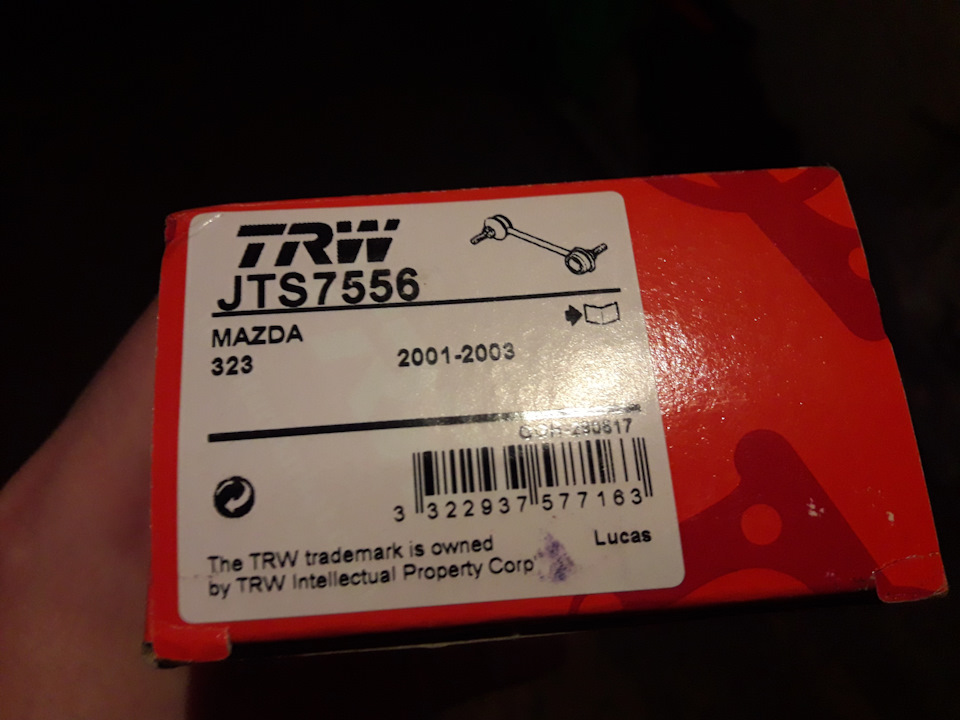 TRW
JTS7556
MAZDA
323 2001-2003
3 322937 577163
Lucas
The TRW trademark is owned
by TRW Intellectual Property Corp